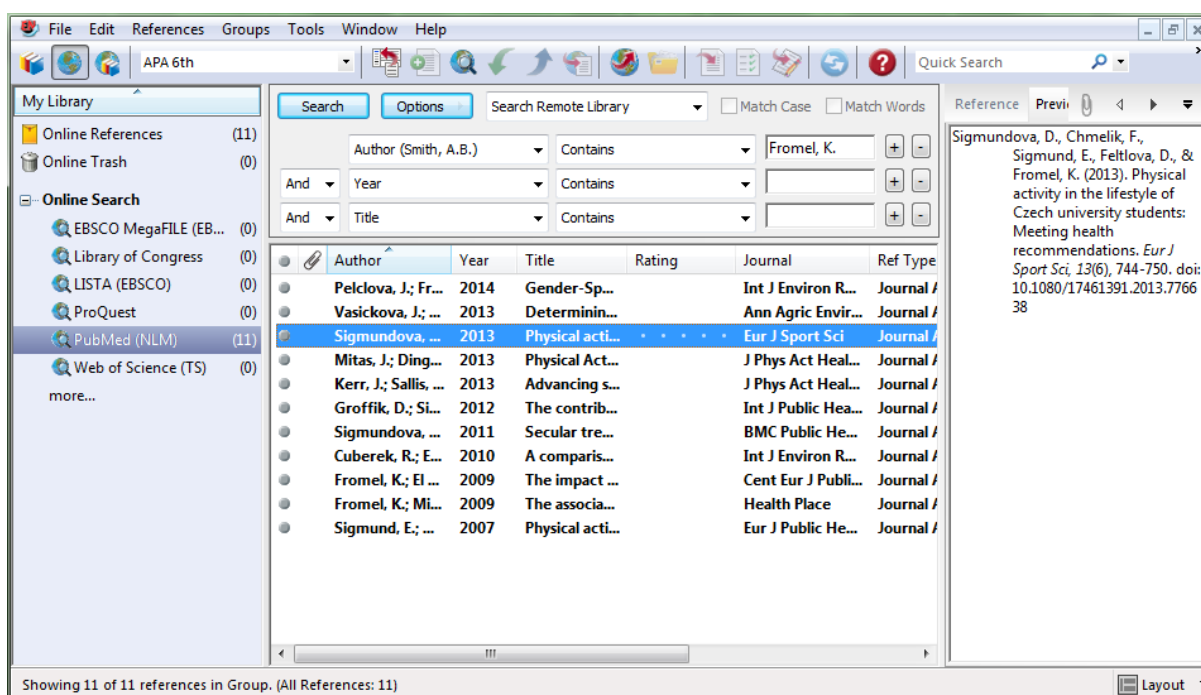 File Edit References Groups Tools Window Help
APA 6th
Quick Search
My Library
Online References (11)
Online Trash (0)
Online Search
EBSCO MegaFILE (EB... (0)
Library of Congress (0)
LISTA (EBSCO) (0)
ProQuest (0)
PubMed (NLM) (11)
Web of Science (TS) (0)
more...
Search Options Search Remote Library Match Case Match Words
Author (Smith, A.B.) Contains Fromel, K. + -
And Year Contains + -
And Title Contains + -
Author Year Title Rating Journal Ref Type
Pelclova, J.; Fr... 2014 Gender-Sp... Int J Environ R... Journal A
Vasickova, J.; ... 2013 Determinin... Ann Agric Envir... Journal A
Sigmundova, ... 2013 Physical acti... Eur J Sport Sci Journal A
Mitas, J.; Ding... 2013 Physical Act... J Phys Act Heal... Journal A
Kerr, J.; Sallis, ... 2013 Advancing s... J Phys Act Heal... Journal A
Groffik, D.; Si... 2012 The contrib... Int J Public Hea... Journal A
Sigmundova, ... 2011 Secular tre... BMC Public He... Journal A
Cuberek, R.; E... 2010 A comparis... Int J Environ R... Journal A
Fromel, K.; El ... 2009 The impact ... Cent Eur J Publi... Journal A
Fromel, K.; Mi... 2009 The associa... Health Place Journal A
Sigmund, E.; ... 2007 Physical acti... Eur J Public He... Journal A
Reference Previ
Sigmundova, D., Chmelik, F.,
Sigmund, E., Feltlova, D., &
Fromel, K. (2013). Physical
activity in the lifestyle of
Czech university students:
Meeting health
recommendations. Eur J
Sport Sci, 13(6), 744-750. doi:
10.1080/17461391.2013.7766
38
Showing 11 of 11 references in Group. (All References: 11)
Layout